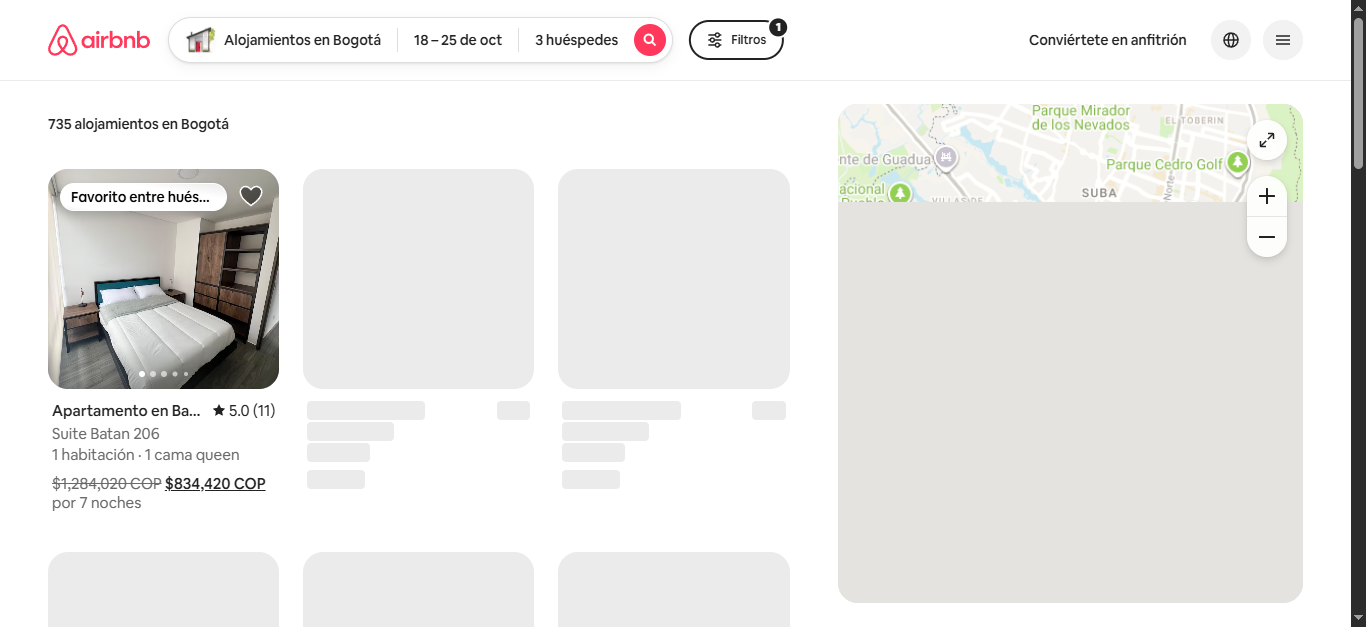 airbnb
Alojamientos en Bogotá
18 – 25 de oct
3 huéspedes
Filtros
1
Conviértete en anfitrión
735 alojamientos en Bogotá
Favorito entre hués...
Apartamento en Ba...
5.0 (11)
Suite Batan 206
1 habitación · 1 cama queen
$1,284,020 COP $834,420 COP
por 7 noches
Parque Mirador
de los Nevados
EL TOBERIN
nte de Guadua
Parque Cedro Golf
SUBA
acional
Norte